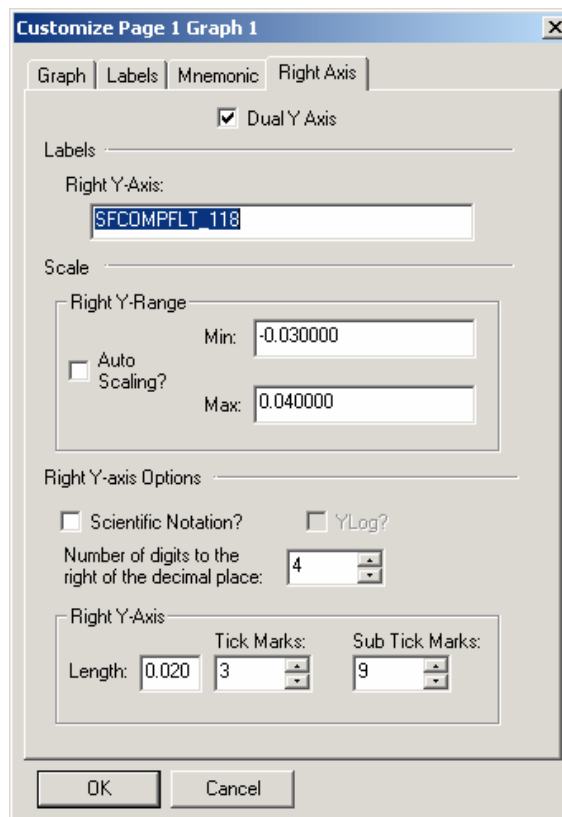 Customize Page 1 Graph 1
Graph Labels Mnemonic Right Axis
Dual Y Axis
Labels
Right Y-Axis:
SFCOMPFLT_118
Scale
Right Y-Range
Min: -0.030000
Auto
Scaling?
Max: 0.040000
Right Y-axis Options
Scientific Notation? YLog?
Number of digits to the
right of the decimal place: 4
Right Y-Axis
Tick Marks: Sub Tick Marks:
Length: 0.020 3 9
OK Cancel